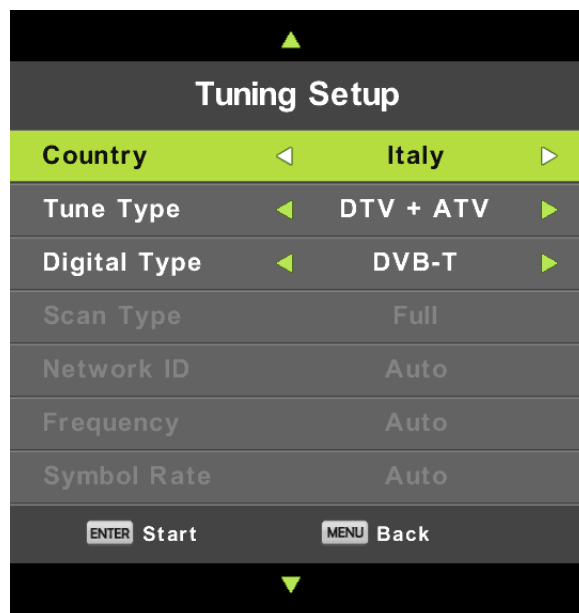 Tuning Setup
Country Italy
Tune Type DTV + ATV
Digital Type DVB-T
Scan Type Full
Network ID Auto
Frequency Auto
Symbol Rate Auto
ENTER Start MENU Back